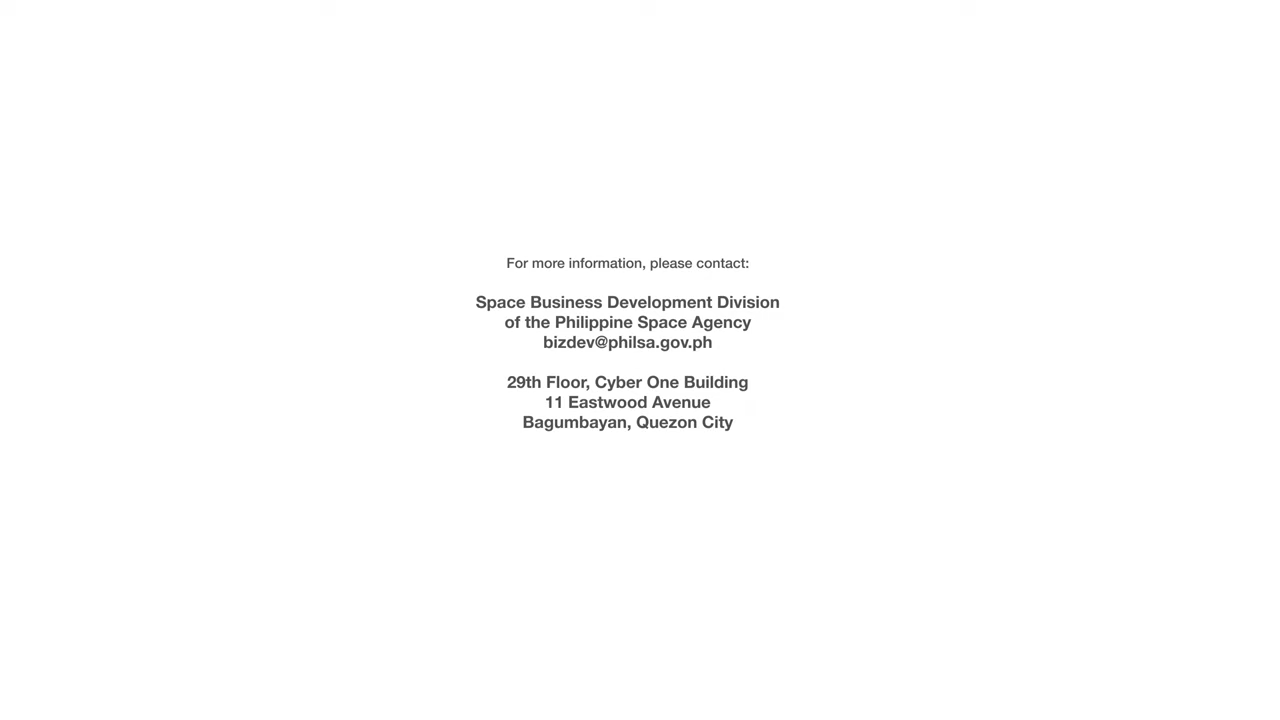 For more information, please contact:
Space Business Development Division
of the Philippine Space Agency
bizdev@philsa.gov.ph
29th Floor, Cyber One Building
11 Eastwood Avenue
Bagumbayan, Quezon City